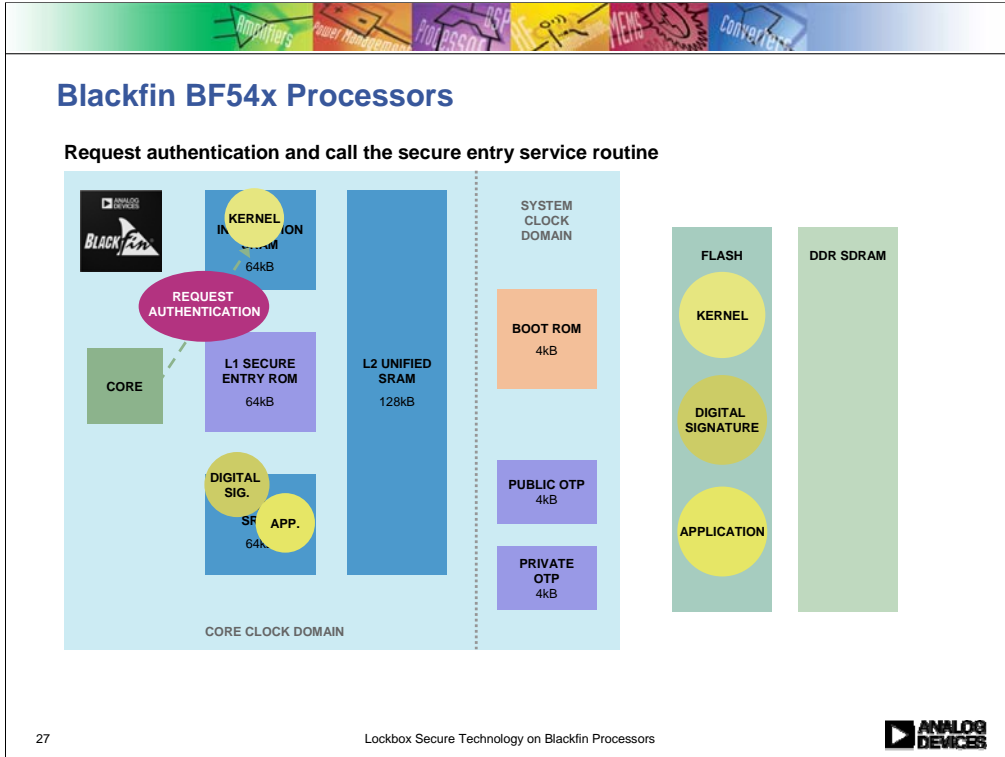 Amplifiers
Power Management
Processors
DSP
RF
MEMS
Converters
Blackfin BF54x Processors
Request authentication and call the secure entry service routine
ANALOG
DEVICES
BLACKfin
KERNEL
64kB
REQUEST
AUTHENTICATION
CORE
L1 SECURE
ENTRY ROM
64kB
DIGITAL
SIG.
APP.
L2 UNIFIED
SRAM
128kB
CORE CLOCK DOMAIN
SYSTEM
CLOCK
DOMAIN
BOOT ROM
4kB
PUBLIC OTP
4kB
PRIVATE
OTP
4kB
FLASH
KERNEL
DIGITAL
SIGNATURE
APPLICATION
DDR SDRAM
27
Lockbox Secure Technology on Blackfin Processors
ANALOG
DEVICES